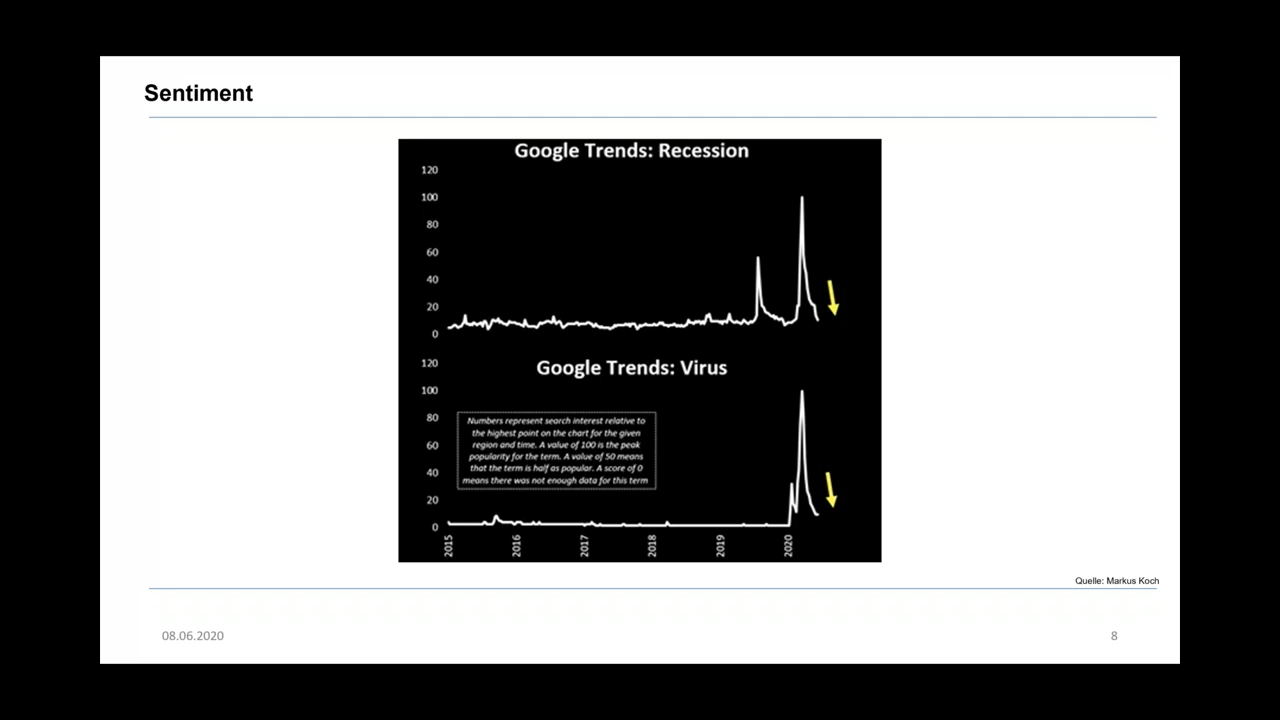 Sentiment
Google Trends: Recession
120
100
80
60
40
20
0
Google Trends: Virus
120
100
80
60
40
20
0
Numbers represent search interest relative to
the highest point on the chart for the given
region and time. A value of 100 is the peak
popularity for the term. A value of 50 means
that the term is half as popular. A score of 0
means there was not enough data for this term
2015
2016
2017
2018
2019
2020
Quelle: Markus Koch
08.06.2020
8